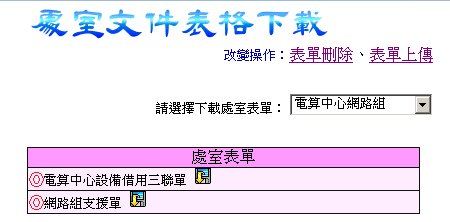 處室文件表格下載
改變操作：表單刪除、表單上傳
請選擇下載處室表單： 電算中心網路組
處室表單
◎電算中心設備借用三聯單
◎網路組支援單